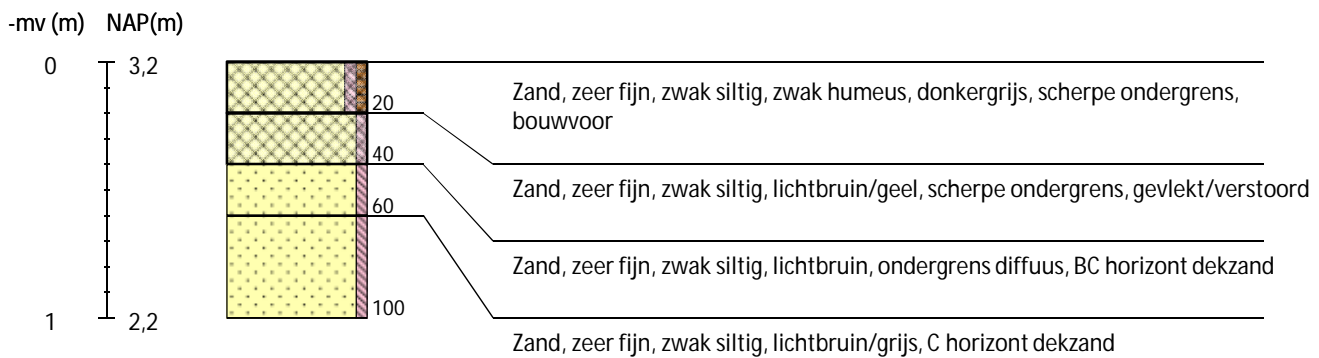 -mv (m) NAP(m)
0 3,2
Zand, zeer fijn, zwak siltig, zwak humeus, donkergrijs, scherpe ondergrens,
bouwvoor
20
Zand, zeer fijn, zwak siltig, lichtbruin/geel, scherpe ondergrens, gevlekt/verstoord
40
Zand, zeer fijn, zwak siltig, lichtbruin, ondergrens diffuus, BC horizont dekzand
60
Zand, zeer fijn, zwak siltig, lichtbruin/grijs, C horizont dekzand
100
1 2,2